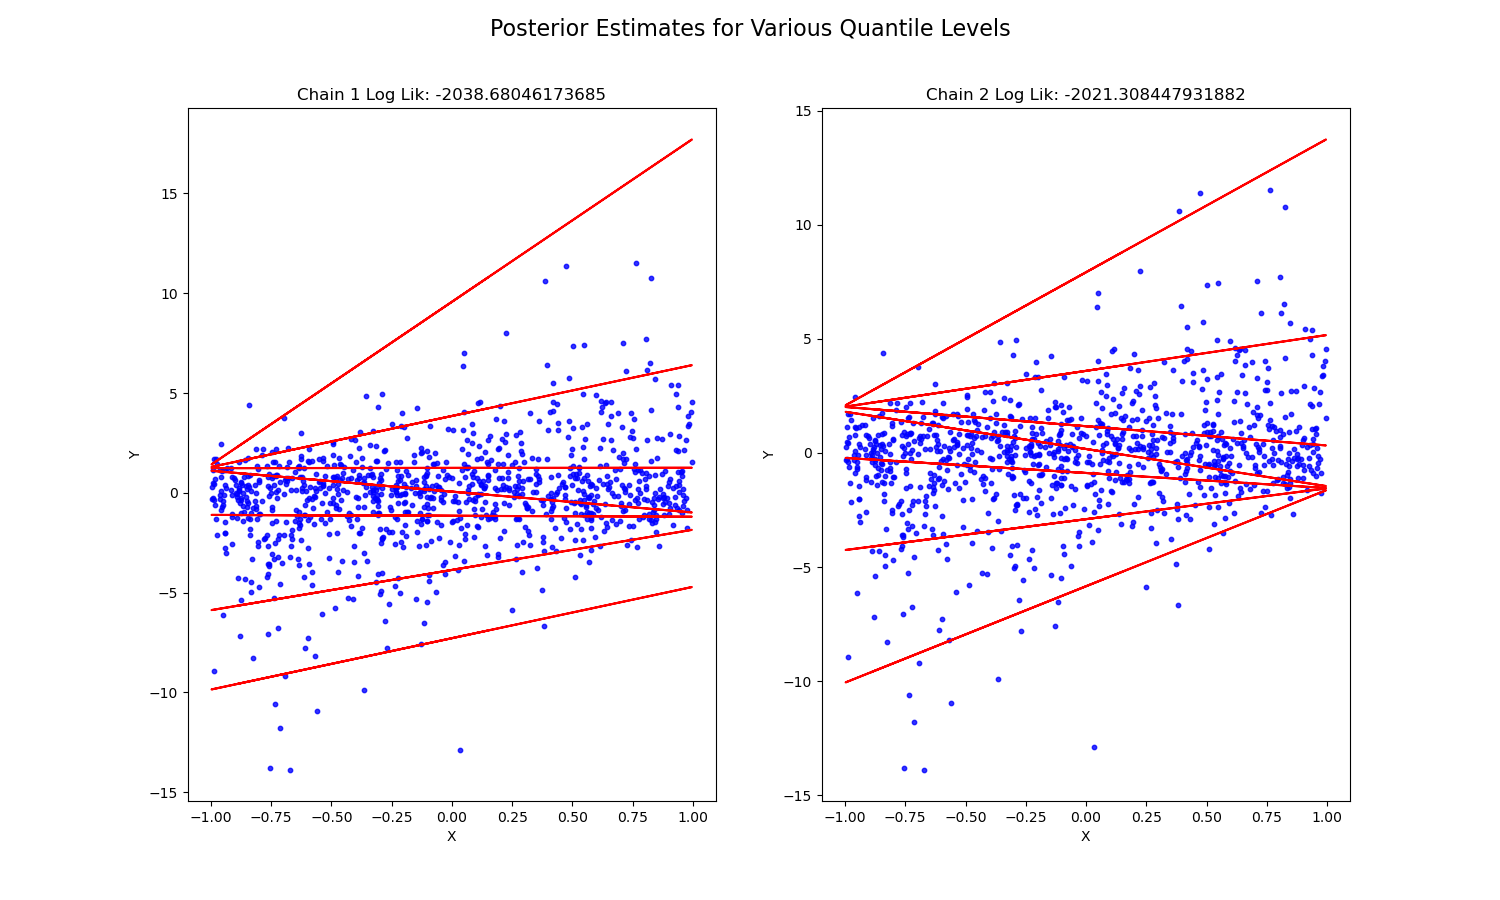 Posterior Estimates for Various Quantile Levels
Chain 1 Log Lik: -2038.68046173685
Chain 2 Log Lik: -2021.308447931882
15
10
5
0
−5
−10
−15
Y
−1.00 −0.75 −0.50 −0.25 0.00 0.25 0.50 0.75 1.00
X
15
10
5
0
−5
−10
−15
Y
−1.00 −0.75 −0.50 −0.25 0.00 0.25 0.50 0.75 1.00
X